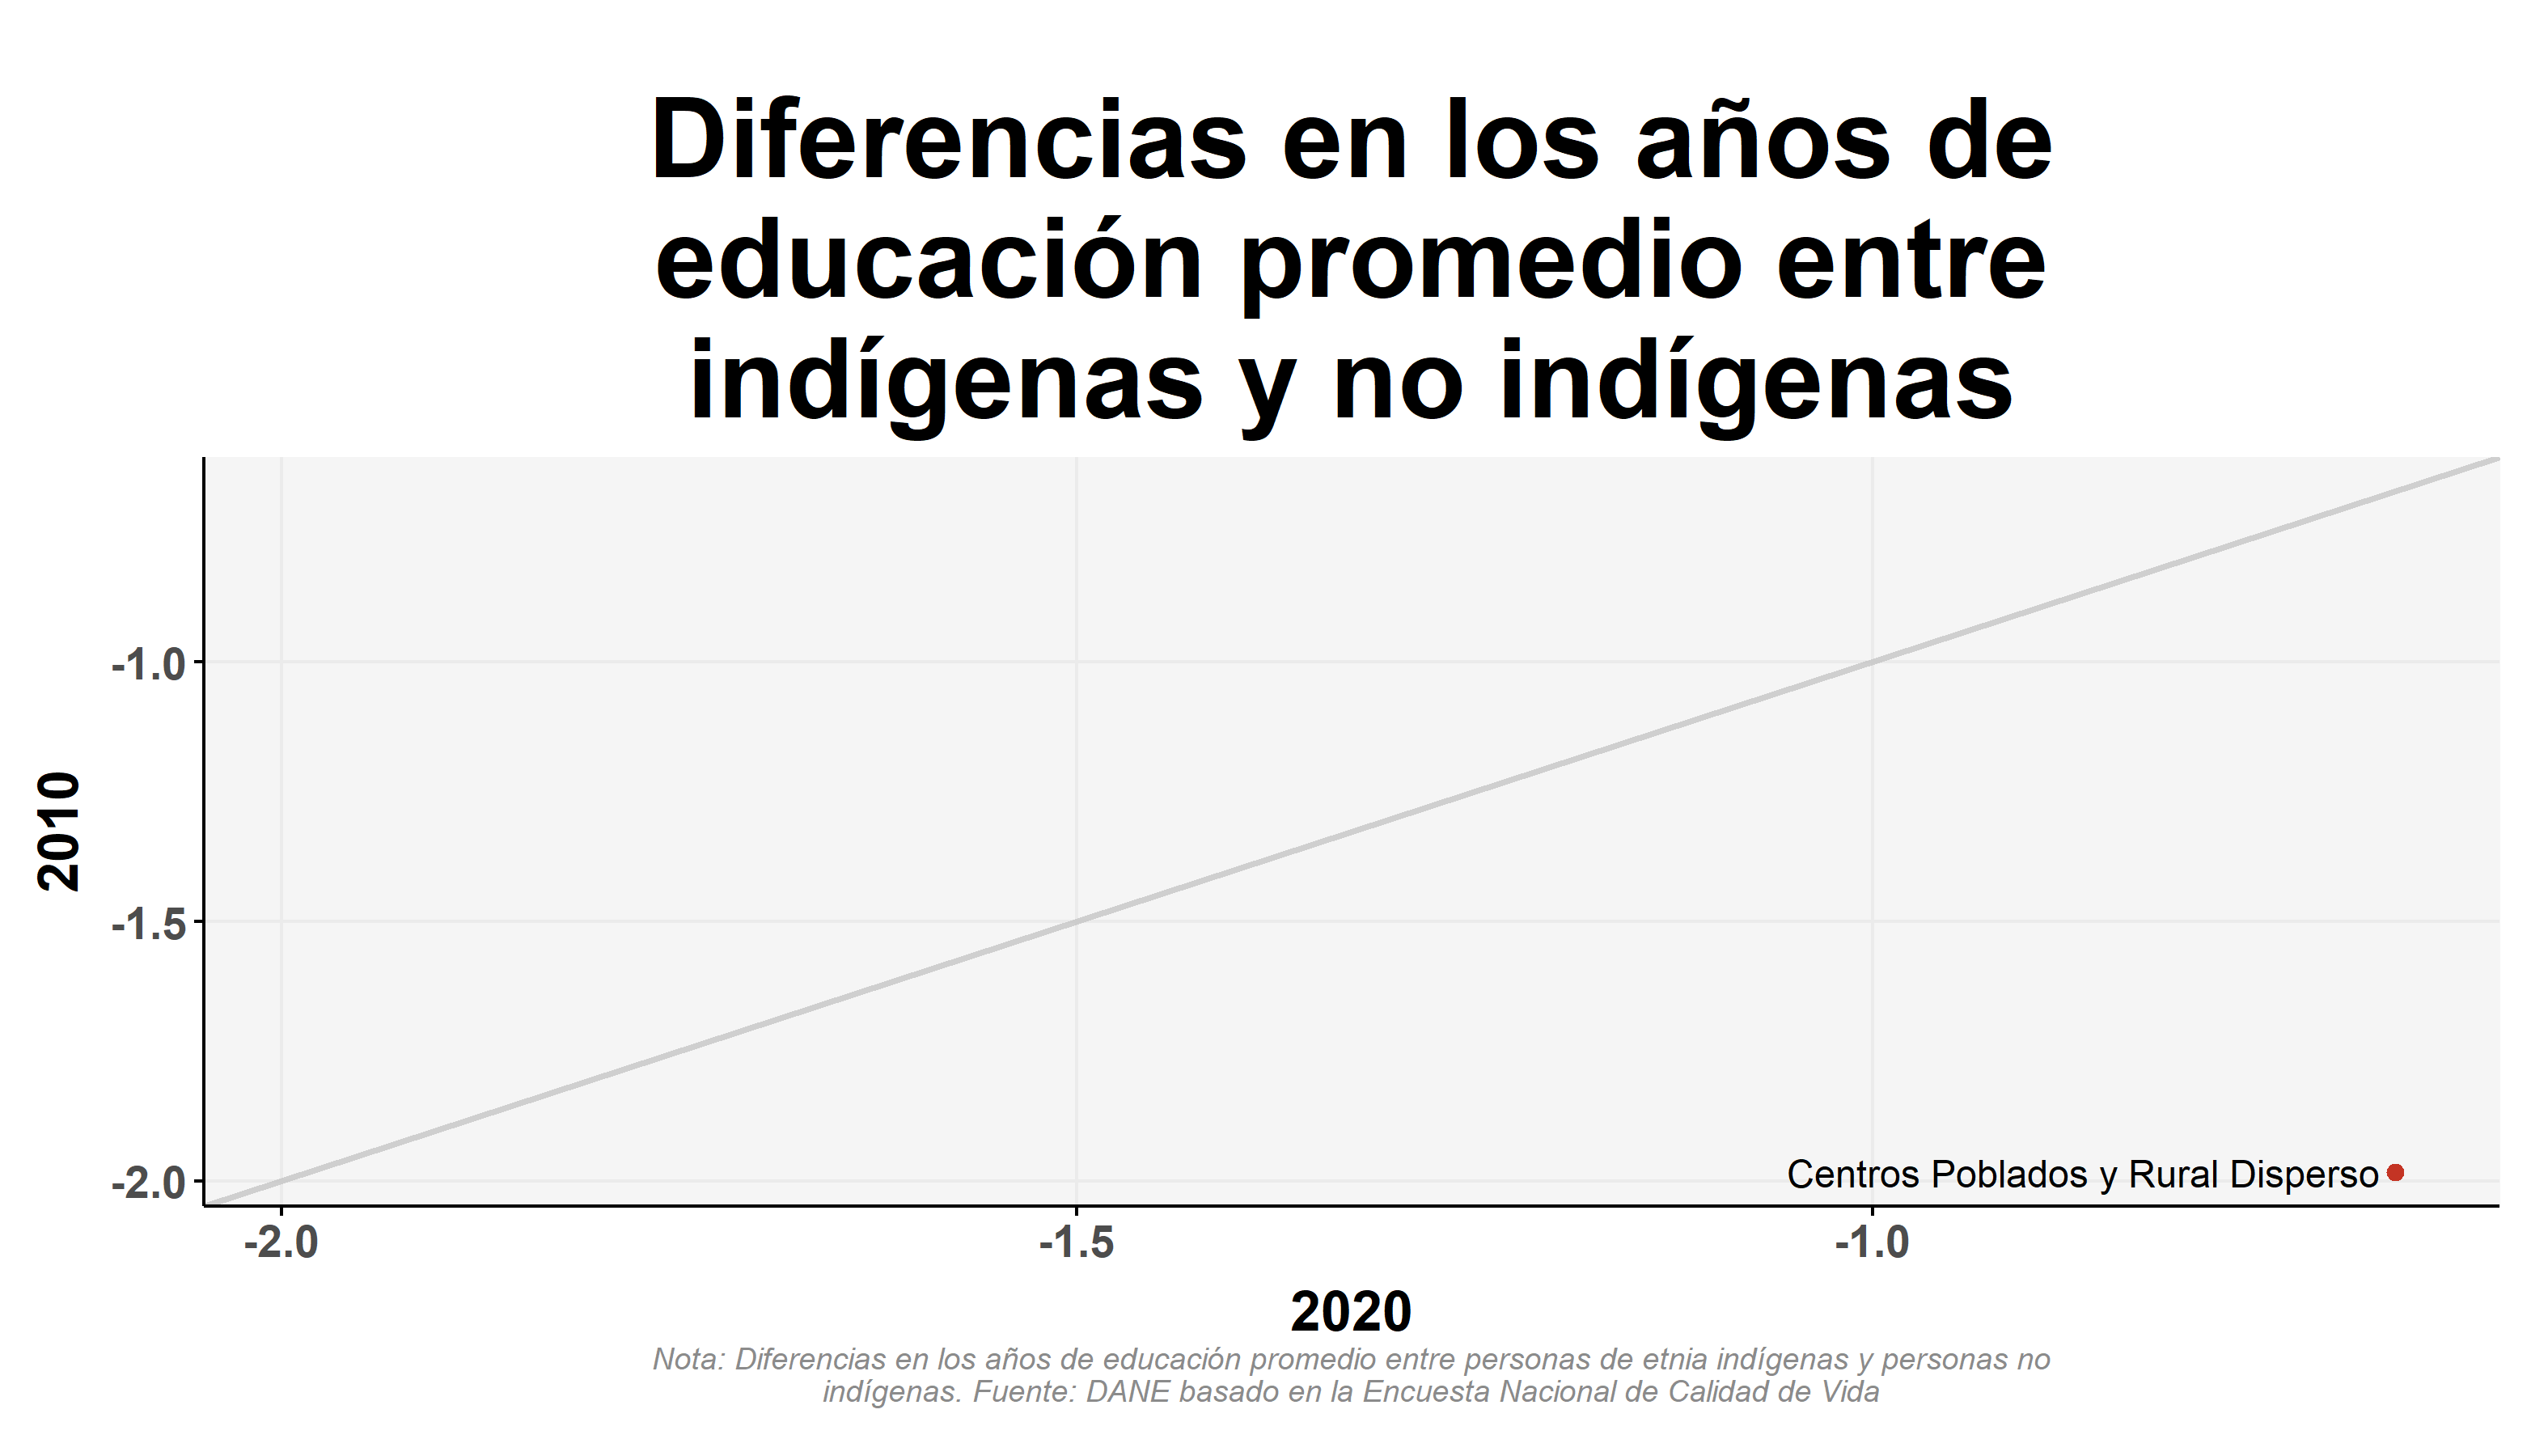 Diferencias en los años de
educación promedio entre
indígenas y no indígenas
2010
-1.0
-1.5
-2.0
Centros Poblados y Rural Disperso
-2.0
-1.5
-1.0
2020
Nota: Diferencias en los años de educación promedio entre personas de etnia indígenas y personas no
indígenas. Fuente: DANE basado en la Encuesta Nacional de Calidad de Vida